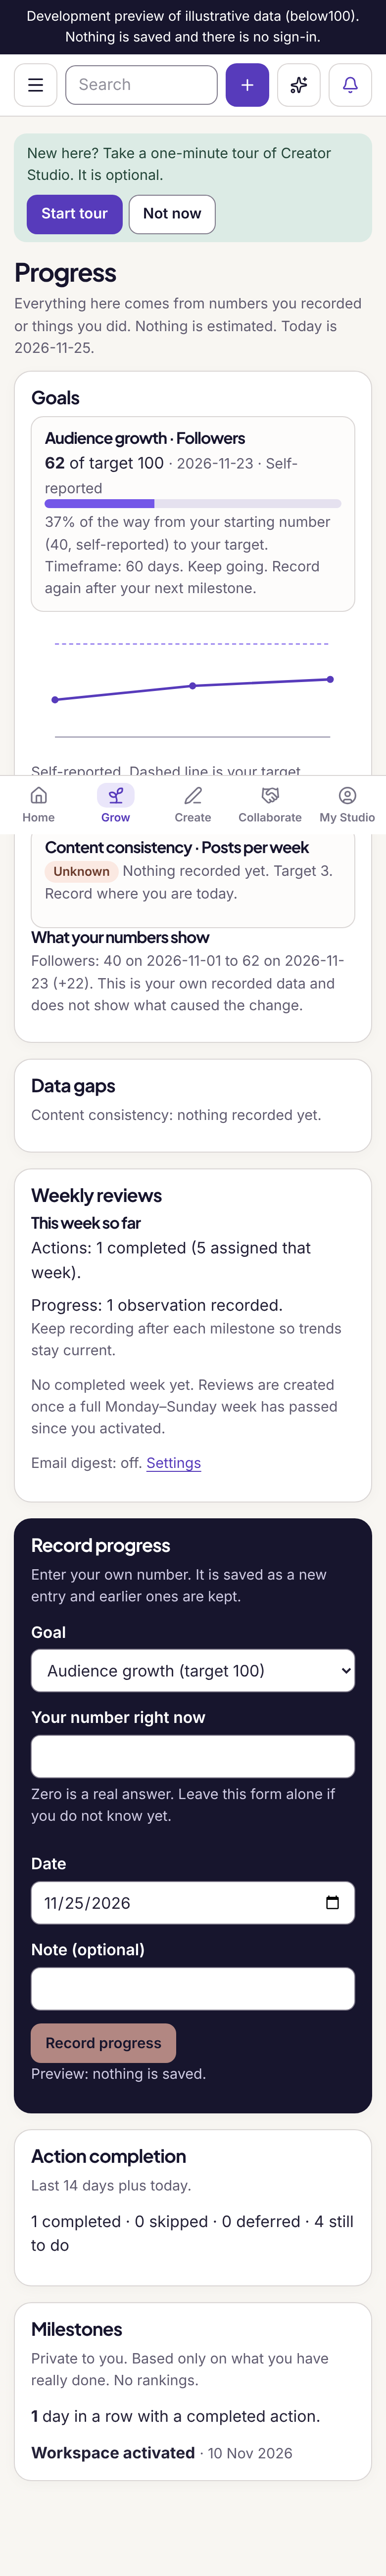 Development preview of illustrative data (below100).
Nothing is saved and there is no sign-in.
Search
New here? Take a one-minute tour of Creator
Studio. It is optional.
Start tour
Not now
Progress
Everything here comes from numbers you recorded
or things you did. Nothing is estimated. Today is
2026-11-25.
Goals
Audience growth · Followers
62 of target 100 · 2026-11-23 · Self-
reported
37% of the way from your starting number
(40, self-reported) to your target.
Timeframe: 60 days. Keep going. Record
again after your next milestone.
Self-reported. Dashed line is your target.
Home
Grow
Create
Collaborate
My Studio
Content consistency · Posts per week
Unknown Nothing recorded yet. Target 3.
Record where you are today.
What your numbers show
Followers: 40 on 2026-11-01 to 62 on 2026-11-
23 (+22). This is your own recorded data and
does not show what caused the change.
Data gaps
Content consistency: nothing recorded yet.
Weekly reviews
This week so far
Actions: 1 completed (5 assigned that
week).
Progress: 1 observation recorded.
Keep recording after each milestone so trends
stay current.
No completed week yet. Reviews are created
once a full Monday–Sunday week has passed
since you activated.
Email digest: off. Settings
Record progress
Enter your own number. It is saved as a new
entry and earlier ones are kept.
Goal
Audience growth (target 100)
Your number right now
Zero is a real answer. Leave this form alone if
you do not know yet.
Date
11/25/2026
Note (optional)
Record progress
Preview: nothing is saved.
Action completion
Last 14 days plus today.
1 completed · 0 skipped · 0 deferred · 4 still
to do
Milestones
Private to you. Based only on what you have
really done. No rankings.
1 day in a row with a completed action.
Workspace activated · 10 Nov 2026